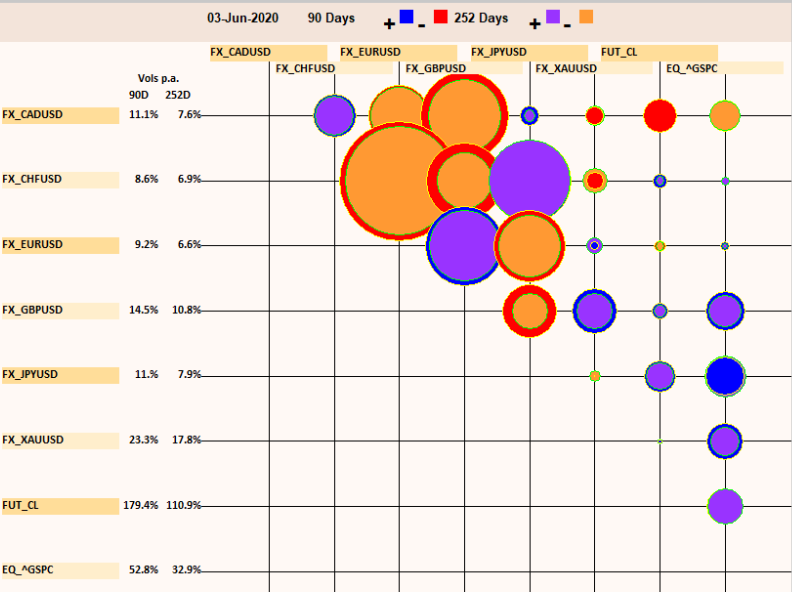 03-Jun-2020 90 Days + - 252 Days + -
FX_CADUSD FX_EURUSD FX_JPYUSD FUT_CL
FX_CHFUSD FX_GBPUSD FX_XAUUSD EQ_^GSPC
Vols p.a.
90D 252D
FX_CADUSD 11.1% 7.6%
FX_CHFUSD 8.6% 6.9%
FX_EURUSD 9.2% 6.6%
FX_GBPUSD 14.5% 10.8%
FX_JPYUSD 11.% 7.9%
FX_XAUUSD 23.3% 17.8%
FUT_CL 179.4% 110.9%
EQ_^GSPC 52.8% 32.9%